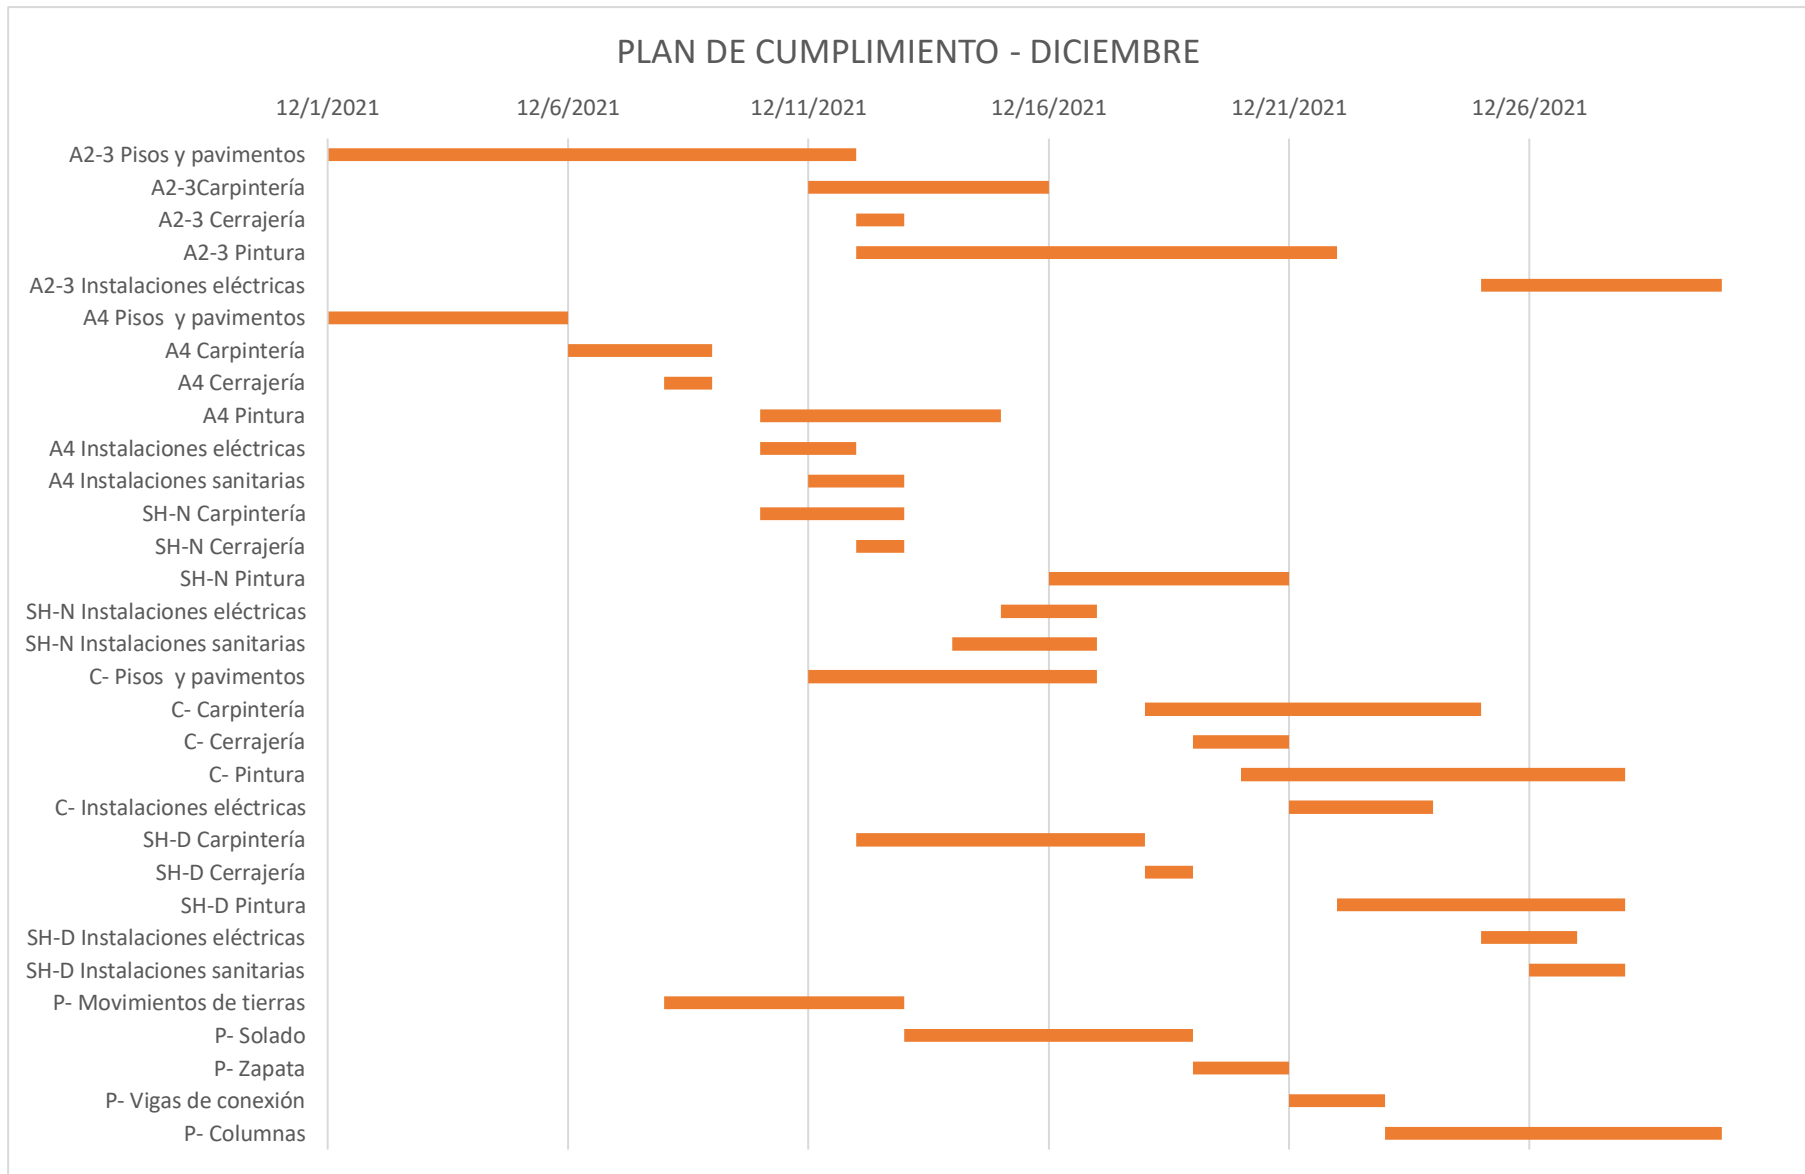 PLAN DE CUMPLIMIENTO - DICIEMBRE
12/1/2021 12/6/2021 12/11/2021 12/16/2021 12/21/2021 12/26/2021
A2-3 Pisos y pavimentos
A2-3Carpintería
A2-3 Cerrajería
A2-3 Pintura
A2-3 Instalaciones eléctricas
A4 Pisos  y pavimentos
A4 Carpintería
A4 Cerrajería
A4 Pintura
A4 Instalaciones eléctricas
A4 Instalaciones sanitarias
SH-N Carpintería
SH-N Cerrajería
SH-N Pintura
SH-N Instalaciones eléctricas
SH-N Instalaciones sanitarias
C- Pisos  y pavimentos
C- Carpintería
C- Cerrajería
C- Pintura
C- Instalaciones eléctricas
SH-D Carpintería
SH-D Cerrajería
SH-D Pintura
SH-D Instalaciones eléctricas
SH-D Instalaciones sanitarias
P- Movimientos de tierras
P- Solado
P- Zapata
P- Vigas de conexión
P- Columnas